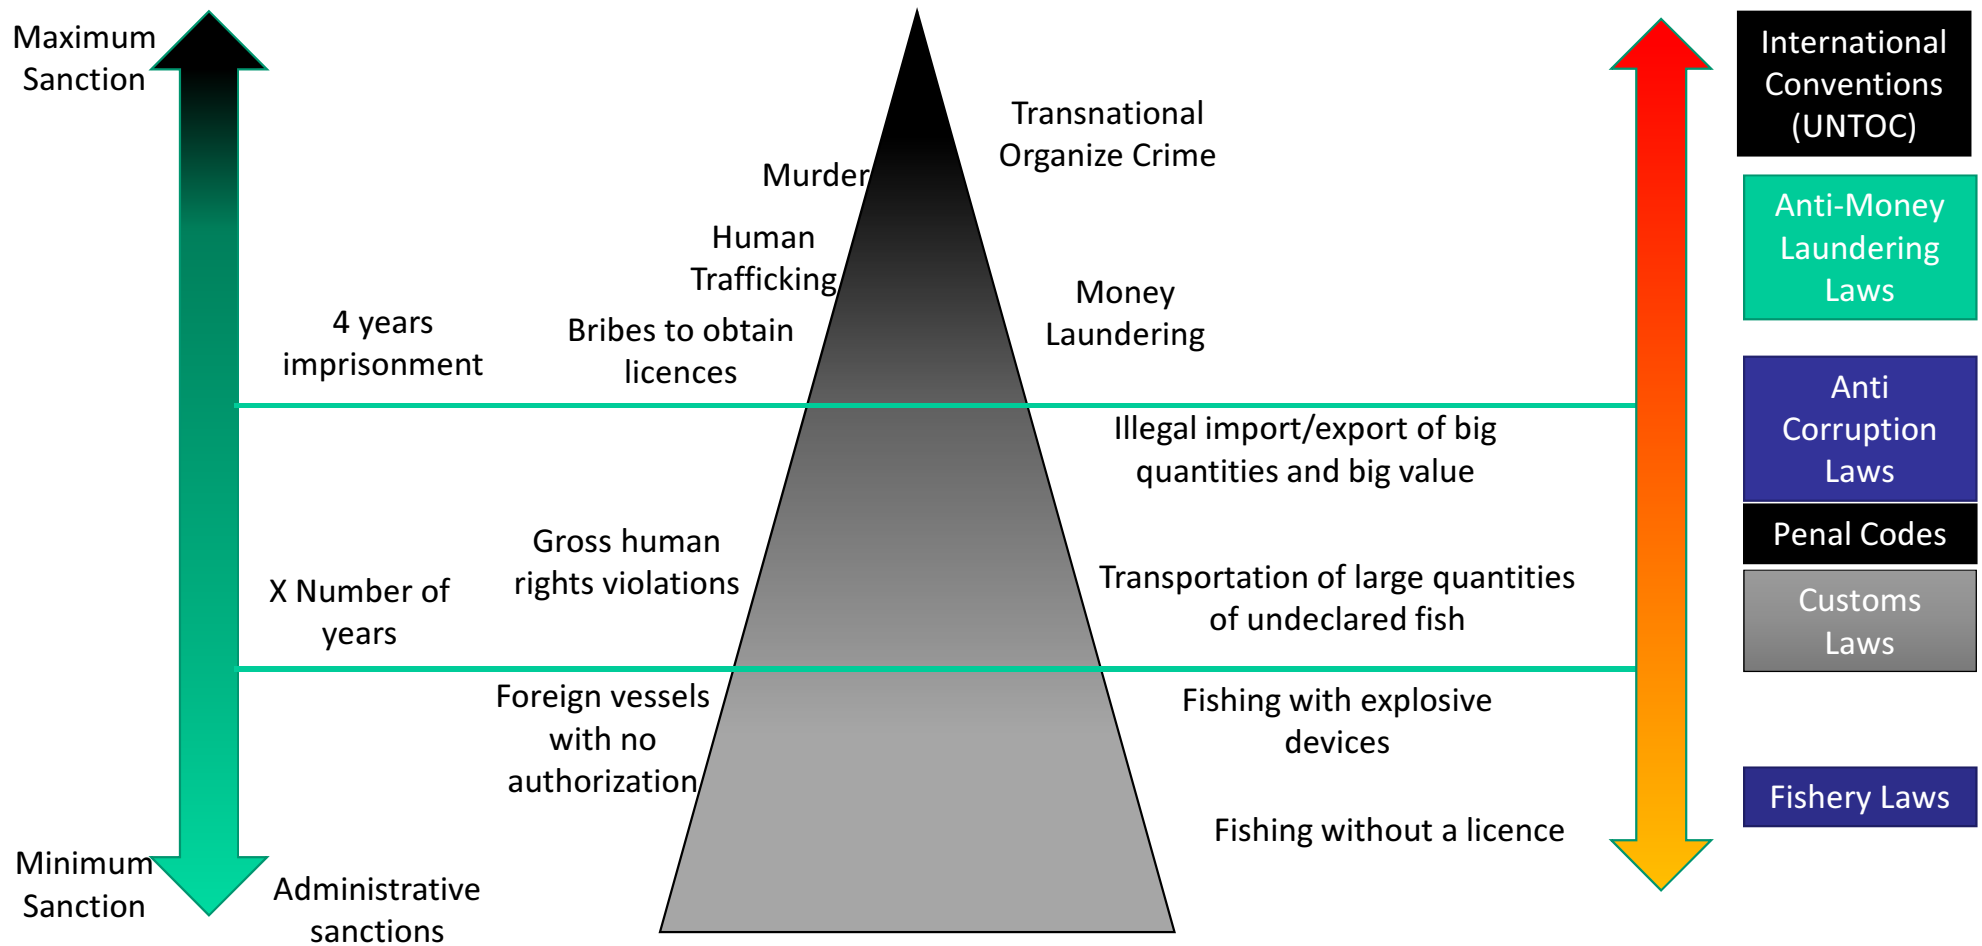 Maximum
Sanction
4 years
imprisonment
X Number of
years
Minimum
Sanction
Administrative
sanctions
Murder
Human
Trafficking
Bribes to obtain
licences
Gross human
rights violations
Foreign vessels
with no
authorization
Transnational
Organize Crime
Money
Laundering
Illegal import/export of big
quantities and big value
Transportation of large quantities
of undeclared fish
Fishing with explosive
devices
Fishing without a licence
International
Conventions
(UNTOC)
Anti-Money
Laundering
Laws
Anti
Corruption
Laws
Penal Codes
Customs
Laws
Fishery Laws